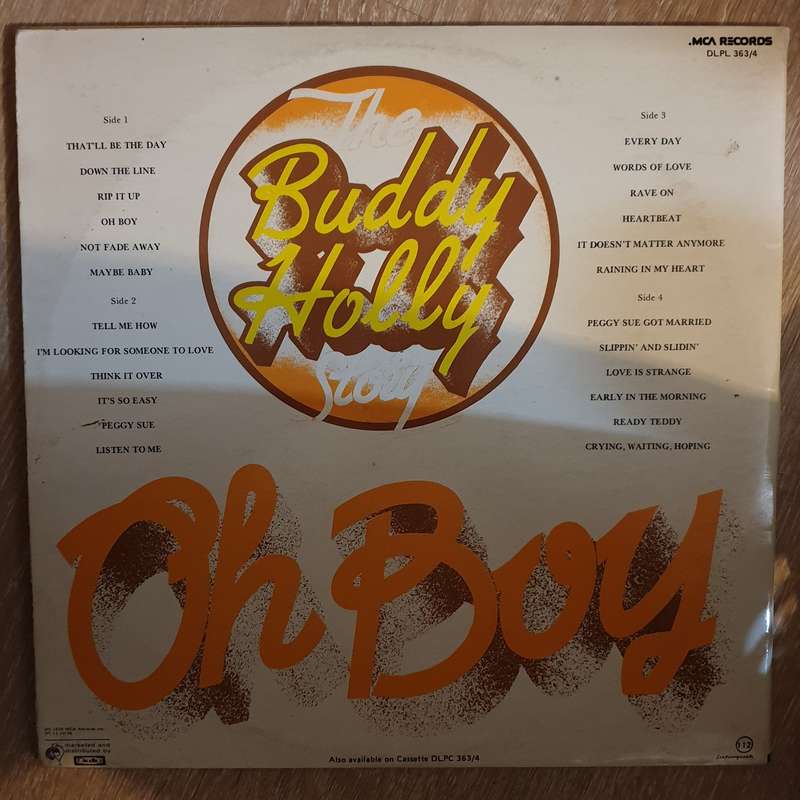 .MCA RECORDS
DLPL 363/4
The
Buddy
Holly
Story
Side 1
THAT'LL BE THE DAY
DOWN THE LINE
RIP IT UP
OH BOY
NOT FADE AWAY
MAYBE BABY
Side 2
TELL ME HOW
I'M LOOKING FOR SOMEONE TO LOVE
THINK IT OVER
IT'S SO EASY
PEGGY SUE
LISTEN TO ME
Side 3
EVERY DAY
WORDS OF LOVE
RAVE ON
HEARTBEAT
IT DOESN'T MATTER ANYMORE
RAINING IN MY HEART
Side 4
PEGGY SUE GOT MARRIED
SLIPPIN' AND SLIDIN'
LOVE IS STRANGE
EARLY IN THE MORNING
READY TEDDY
CRYING, WAITING, HOPING
Oh Boy
marketed and
distributed by
Also available on Cassette DLPC 363/4
112